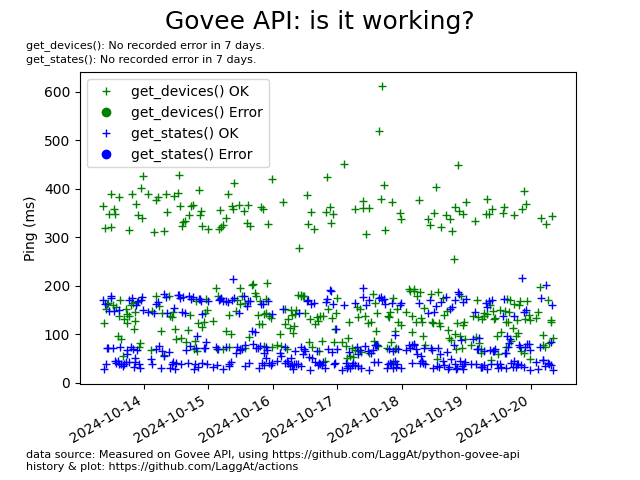 Govee API: is it working?
get_devices(): No recorded error in 7 days.
get_states(): No recorded error in 7 days.
get_devices() OK
get_devices() Error
get_states() OK
get_states() Error
Ping (ms)
600
500
400
300
200
100
0
2024-10-14
2024-10-15
2024-10-16
2024-10-17
2024-10-18
2024-10-19
2024-10-20
data source: Measured on Govee API, using https://github.com/LaggAt/python-govee-api
history & plot: https://github.com/LaggAt/actions